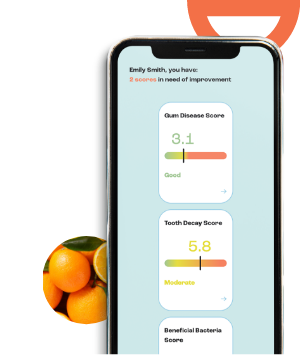 Emily Smith, you have:
2 scores in need of improvement
Gum Disease Score
3.1
Good
Tooth Decay Score
5.8
Moderate
Beneficial Bacteria
Score